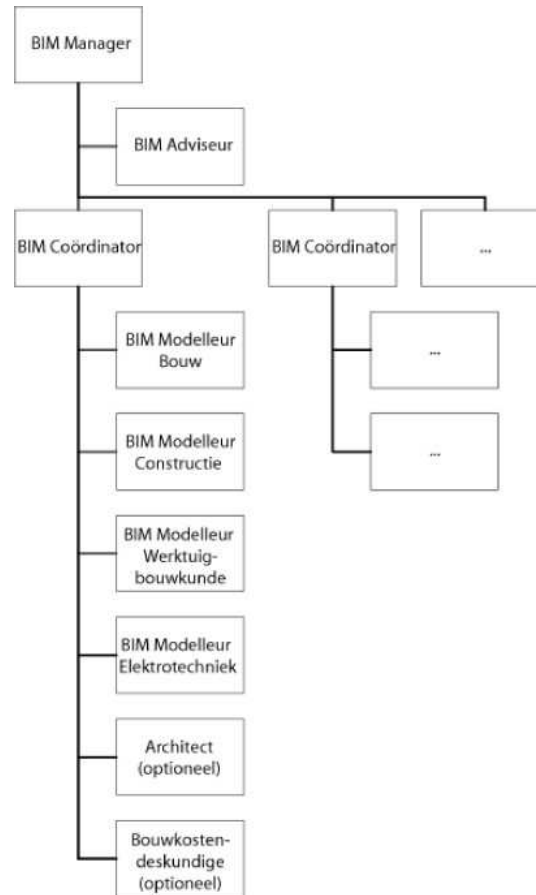 BIM Manager
BIM Adviseur
BIM Coördinator
BIM Coördinator
...
BIM Modelleur
Bouw
...
BIM Modelleur
Constructie
...
BIM Modelleur
Werktuig-
bouwkunde
BIM Modelleur
Elektrotechniek
Architect
(optioneel)
Bouwkosten-
deskundige
(optioneel)